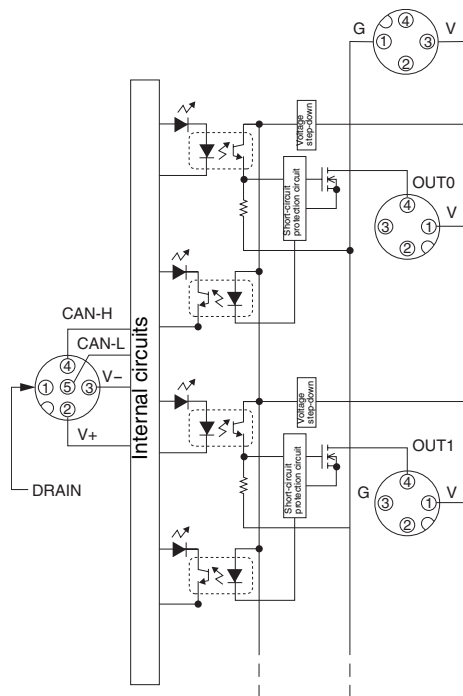 G
V
4
1
3
2
Voltage
step-down
OUT0
4
Short-circuit
protection circuit
3
1
V
2
CAN-H
CAN-L
4
1
5
3
V−
2
V+
DRAIN
Internal circuits
Voltage
step-down
OUT1
4
Short-circuit
protection circuit
G
3
1
V
2